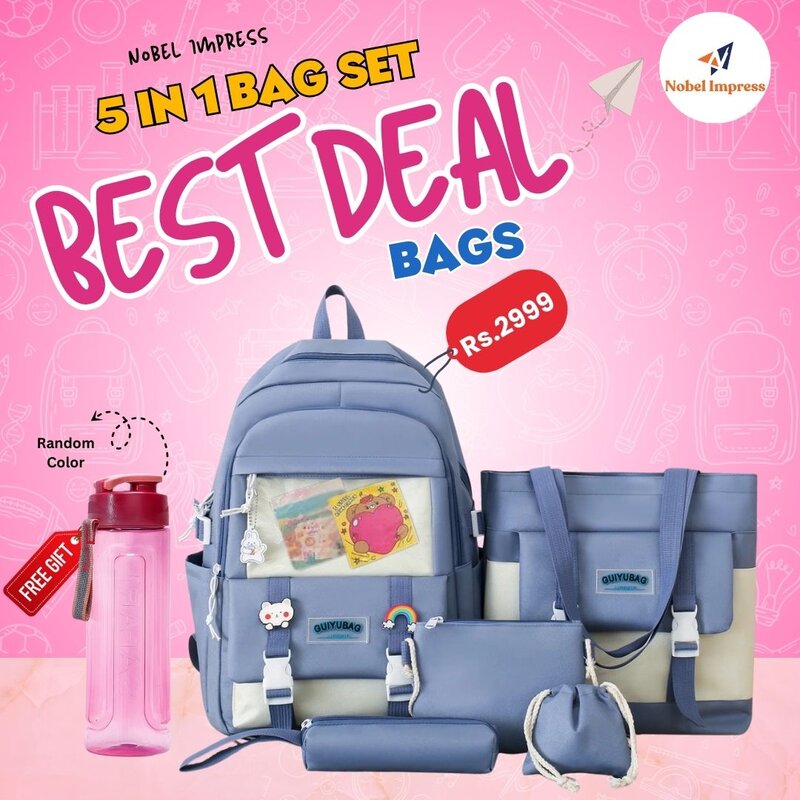 NOBEL IMPRESS
5 IN 1 BAG SET
BEST DEAL
BAGS
Nobel Impress
Rs.2999
Random
Color
FREE GIFT
GUIYUBAG
GUIYUBAG